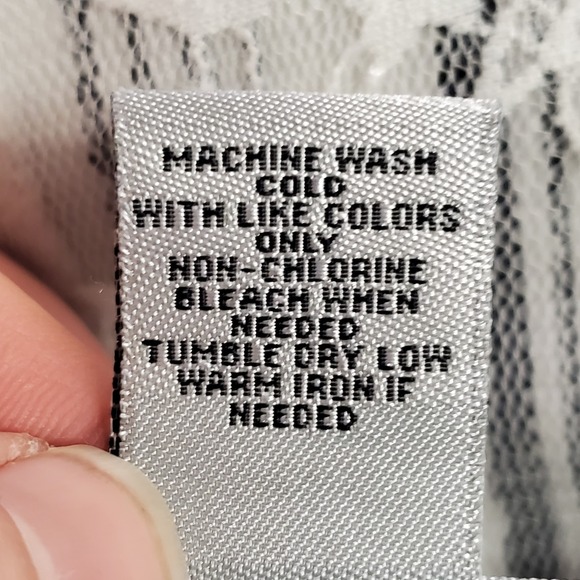 MACHINE WASH
COLD
WITH LIKE COLORS
ONLY
NON-CHLORINE
BLEACH WHEN
NEEDED
TUMBLE DRY LOW
WARM IRON IF
NEEDED